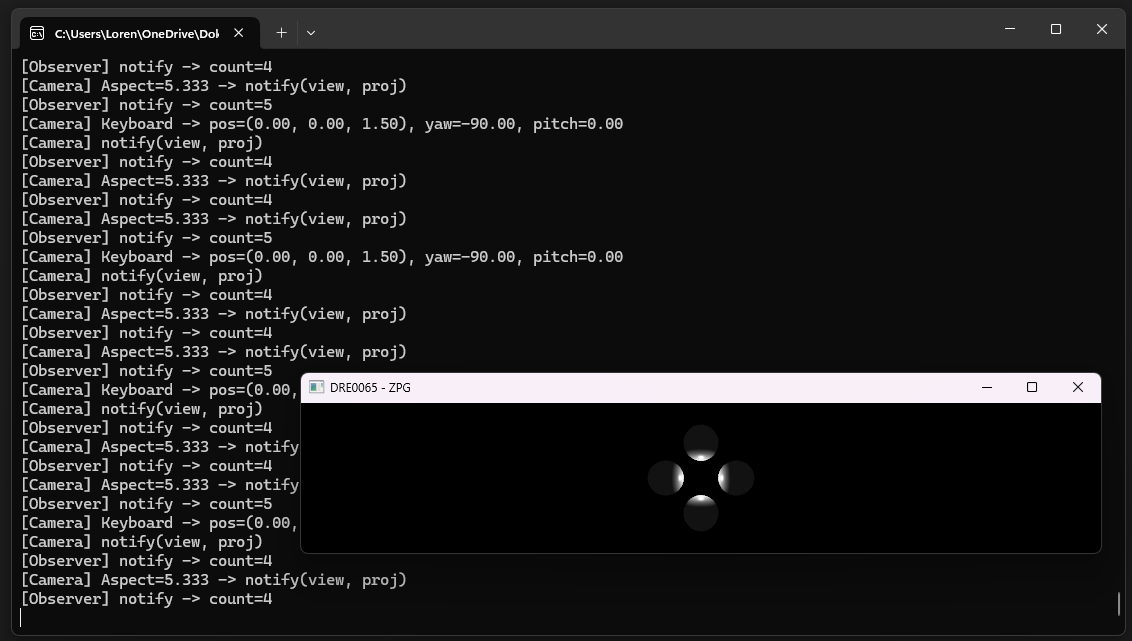 C:\Users\Loren\OneDrive\Dok
[Observer] notify -> count=4
[Camera] Aspect=5.333 -> notify(view, proj)
[Observer] notify -> count=5
[Camera] Keyboard -> pos=(0.00, 0.00, 1.50), yaw=-90.00, pitch=0.00
[Camera] notify(view, proj)
[Observer] notify -> count=4
[Camera] Aspect=5.333 -> notify(view, proj)
[Observer] notify -> count=4
[Camera] Aspect=5.333 -> notify(view, proj)
[Observer] notify -> count=5
[Camera] Keyboard -> pos=(0.00, 0.00, 1.50), yaw=-90.00, pitch=0.00
[Camera] notify(view, proj)
[Observer] notify -> count=4
[Camera] Aspect=5.333 -> notify(view, proj)
[Observer] notify -> count=4
[Camera] Aspect=5.333 -> notify(view, proj)
[Observer] notify -> count=5
[Camera] Keyboard -> pos=(0.00,
[Camera] notify(view, proj)
[Observer] notify -> count=4
[Camera] Aspect=5.333 -> notify
[Observer] notify -> count=4
[Camera] Aspect=5.333 -> notify
[Observer] notify -> count=5
[Camera] Keyboard -> pos=(0.00,
[Camera] notify(view, proj)
[Observer] notify -> count=4
[Camera] Aspect=5.333 -> notify(view, proj)
[Observer] notify -> count=4
DRE0065 - ZPG